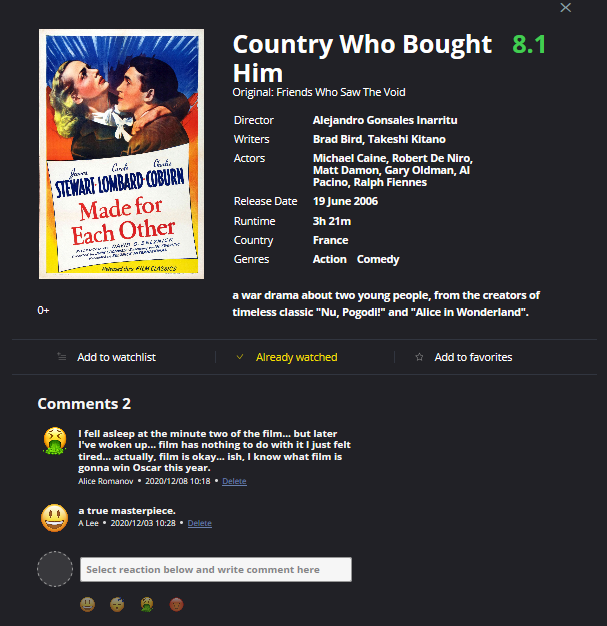 Country Who Bought Him
8.1
Original: Friends Who Saw The Void
Director Alejandro Gonsales Inarritu
Writers Brad Bird, Takeshi Kitano
Actors Michael Caine, Robert De Niro,
Matt Damon, Gary Oldman, Al
Pacino, Ralph Fiennes
Release Date 19 June 2006
Runtime 3h 21m
Country France
Genres Action Comedy
a war drama about two young people, from the creators of
timeless classic "Nu, Pogodi!" and "Alice in Wonderland".
James Carole Charles
STEWART LOMBARD COBURN
Made for
Each Other
Released thru FILM CLASSICS
0+
Add to watchlist
Already watched
Add to favorites
Comments 2
I fell asleep at the minute two of the film... but later
I've woken up... film has nothing to do with it I just felt
tired... actually, film is okay... ish, I know what film is
gonna win Oscar this year.
Alice Romanov • 2020/12/08 10:18 • Delete
a true masterpiece.
A Lee • 2020/12/03 10:28 • Delete
Select reaction below and write comment here